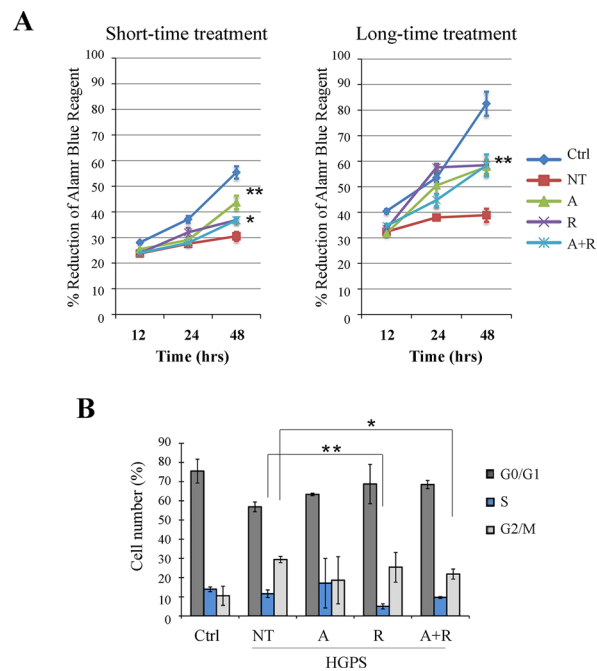 A
Short-time treatment
Long-time treatment
% Reduction of Alamr Blue Reagent
100
90
80
70
60
50
40
30
20
10
0
12 24 48
Time (hrs)
**
*
% Reduction of Alamr Blue Reagent
100
90
80
70
60
50
40
30
20
10
0
12 24 48
Time (hrs)
**
Ctrl
NT
A
R
A+R
B
Cell number (%)
90
80
70
60
50
40
30
20
10
0
**
*
G0/G1
S
G2/M
Ctrl NT A R A+R
HGPS